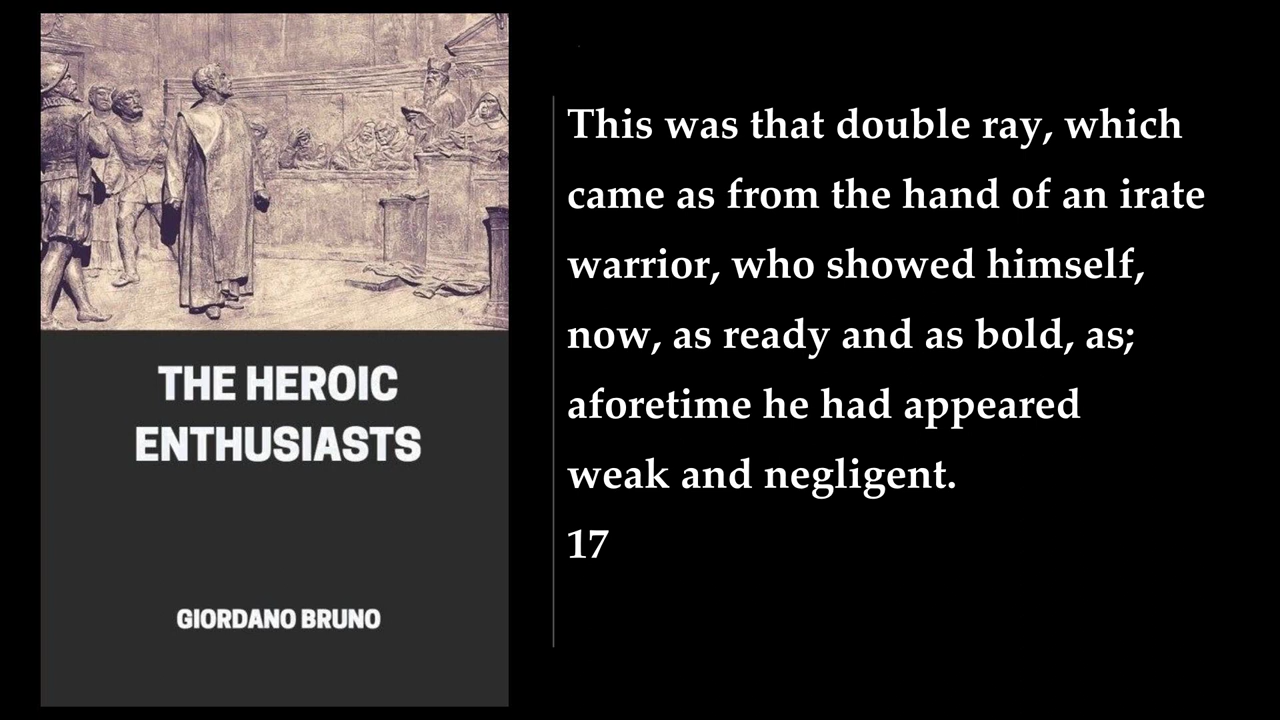 THE HEROIC
ENTHUSIASTS
GIORDANO BRUNO
This was that double ray, which
came as from the hand of an irate
warrior, who showed himself,
now, as ready and as bold, as;
aforetime he had appeared
weak and negligent.
17